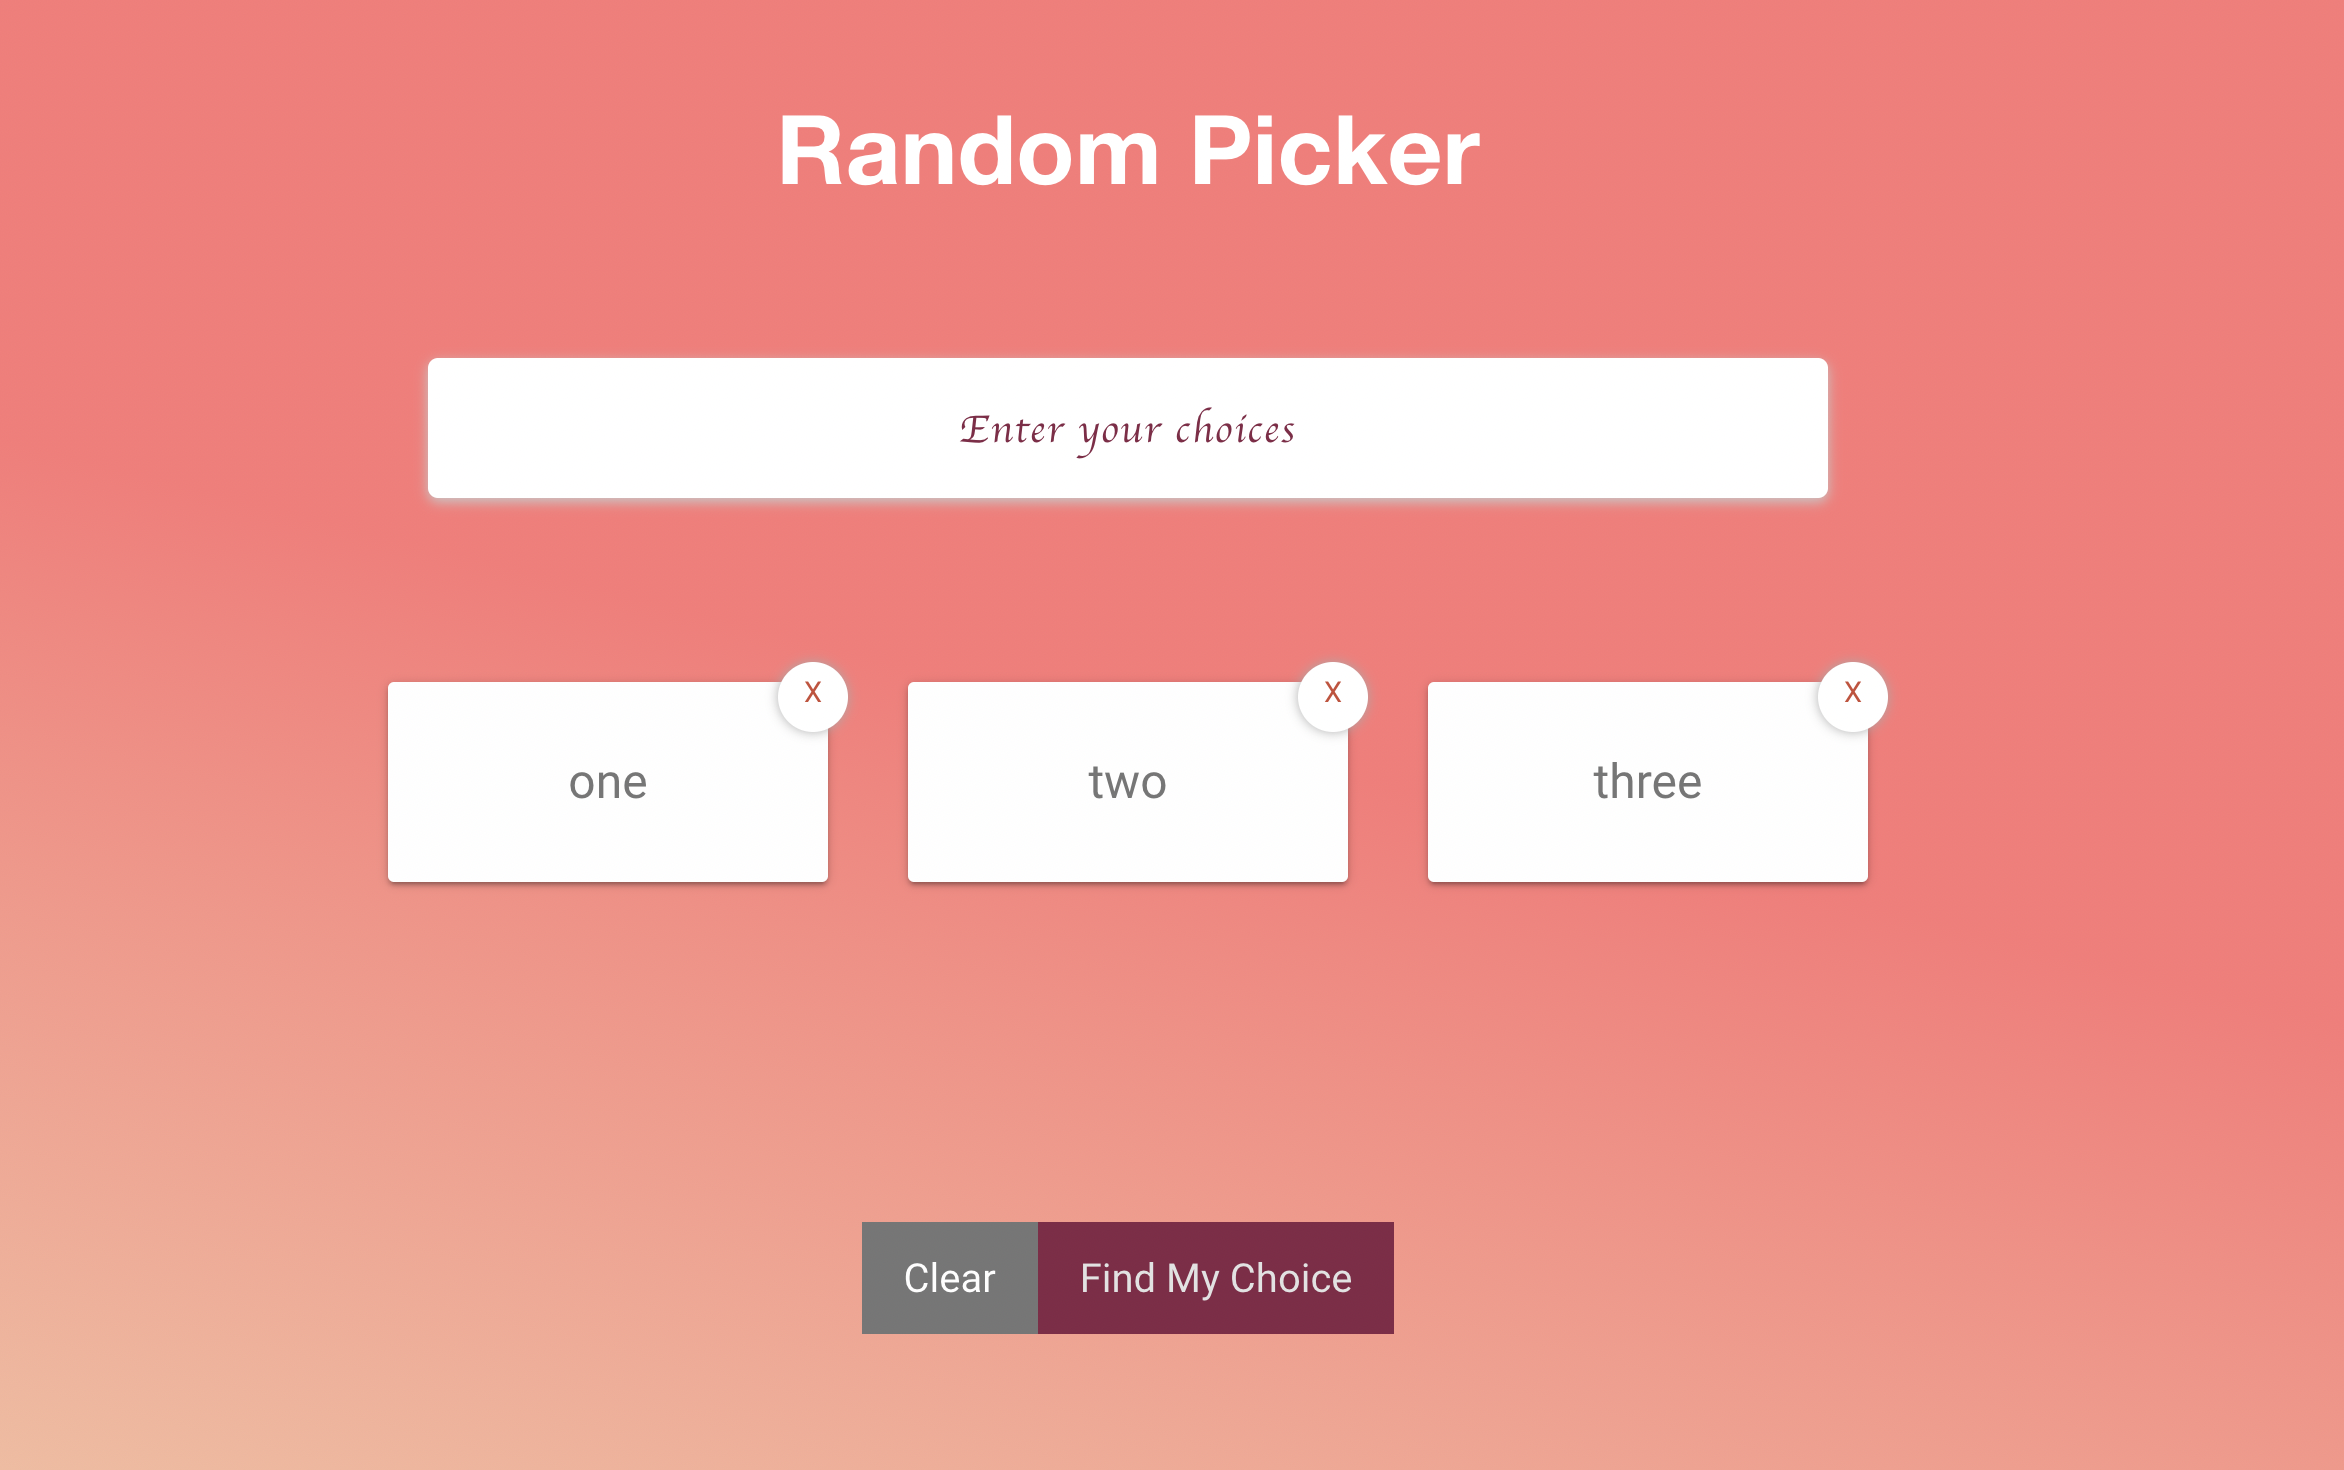 Random Picker
Enter your choices
X
X
X
one
two
three
Clear
Find My Choice